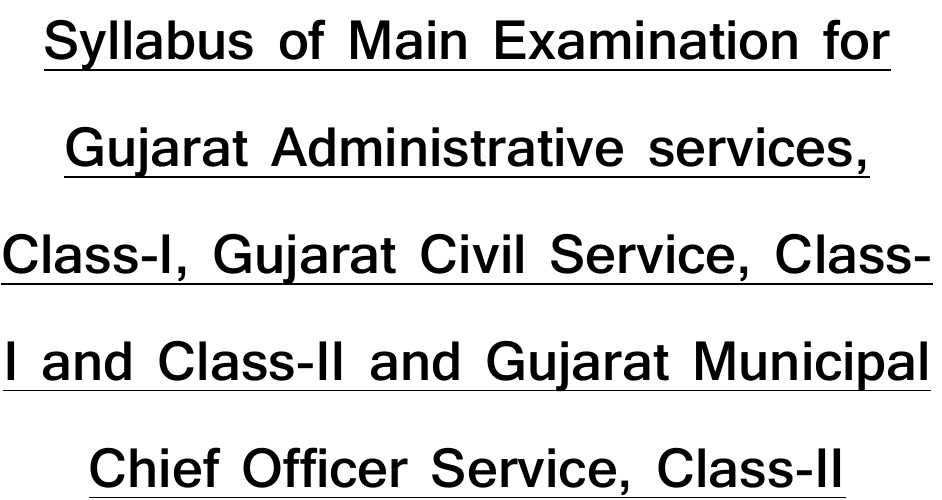 Syllabus of Main Examination for
Gujarat Administrative services,
Class-I, Gujarat Civil Service, Class-
I and Class-II and Gujarat Municipal
Chief Officer Service, Class-II